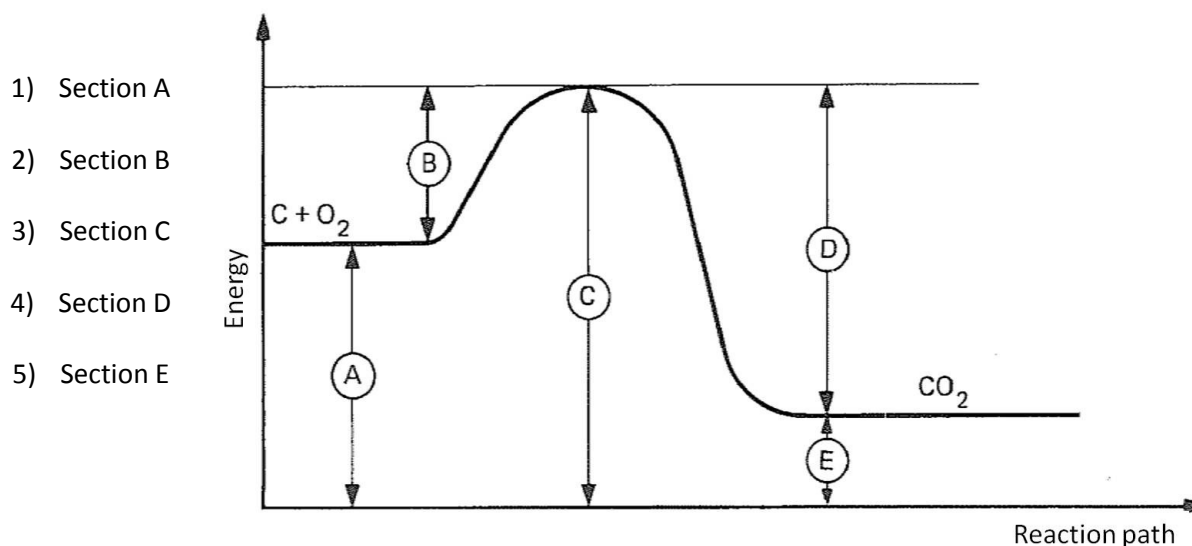 1) Section A
2) Section B
3) Section C
4) Section D
5) Section E
Energy
C + O₂
A
B
C
D
E
CO₂
Reaction path